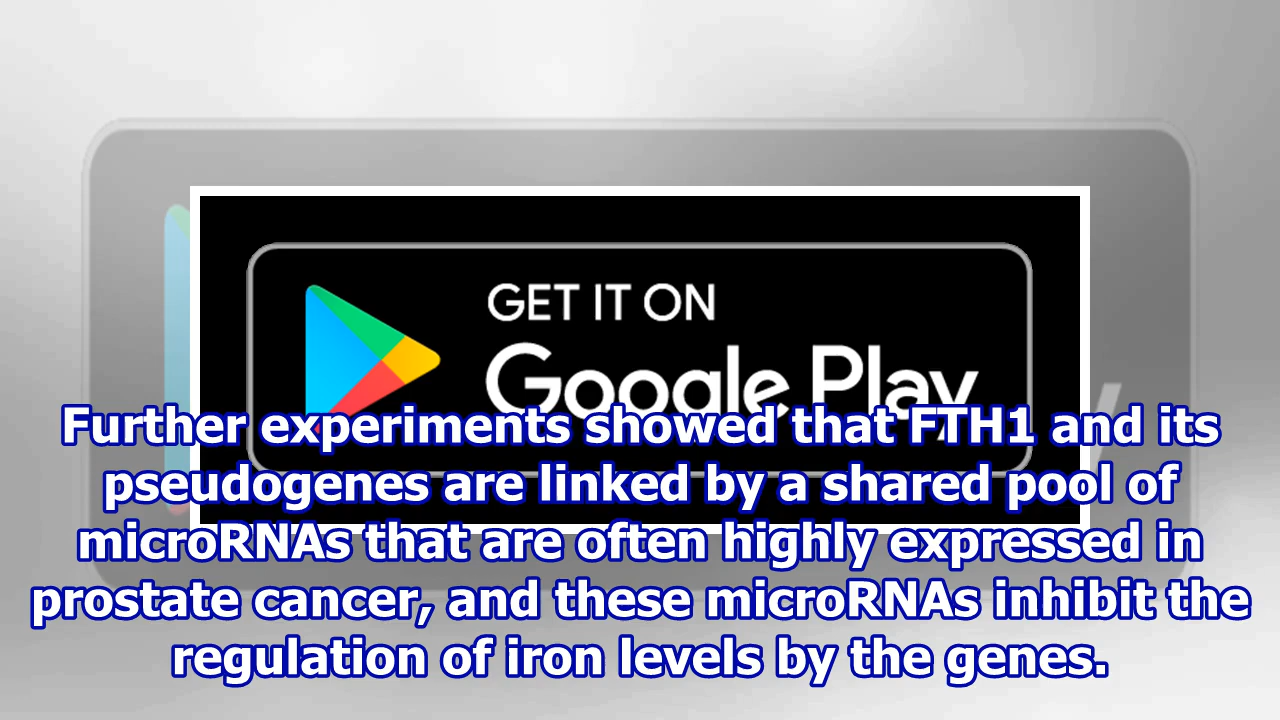 GET IT ON
Google Play
Further experiments showed that FTH1 and its
pseudogenes are linked by a shared pool of
microRNAs that are often highly expressed in
prostate cancer, and these microRNAs inhibit the
regulation of iron levels by the genes.